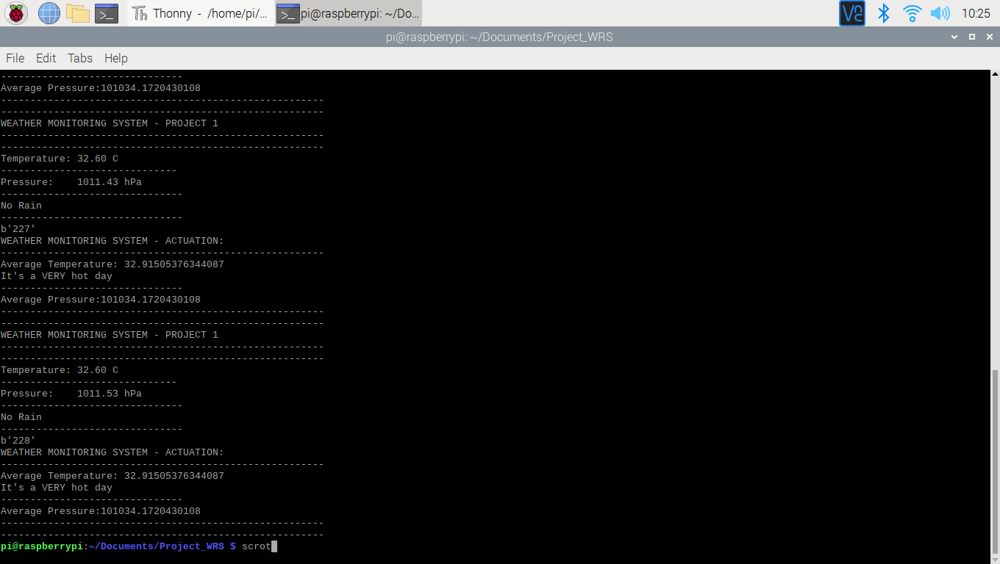 Thonny - /home/pi/...
pi@raspberrypi: ~/Do...
10:25
pi@raspberrypi: ~/Documents/Project_WRS
File Edit Tabs Help
-------------------------------
Average Pressure:101034.1720430108
-------------------------------------------------------
-------------------------------------------------------
WEATHER MONITORING SYSTEM - PROJECT 1
-------------------------------------------------------
-------------------------------------------------------
Temperature: 32.60 C
------------------------------
Pressure:    1011.43 hPa
-------------------------------
No Rain
-------------------------------
b'227'
WEATHER MONITORING SYSTEM - ACTUATION:
-------------------------------------------------------
Average Temperature: 32.91505376344087
It's a VERY hot day
-------------------------------
Average Pressure:101034.1720430108
-------------------------------------------------------
-------------------------------------------------------
WEATHER MONITORING SYSTEM - PROJECT 1
-------------------------------------------------------
-------------------------------------------------------
Temperature: 32.60 C
------------------------------
Pressure:    1011.53 hPa
-------------------------------
No Rain
-------------------------------
b'228'
WEATHER MONITORING SYSTEM - ACTUATION:
-------------------------------------------------------
Average Temperature: 32.91505376344087
It's a VERY hot day
-------------------------------
Average Pressure:101034.1720430108
-------------------------------------------------------
-------------------------------------------------------
pi@raspberrypi:~/Documents/Project_WRS $ scrot